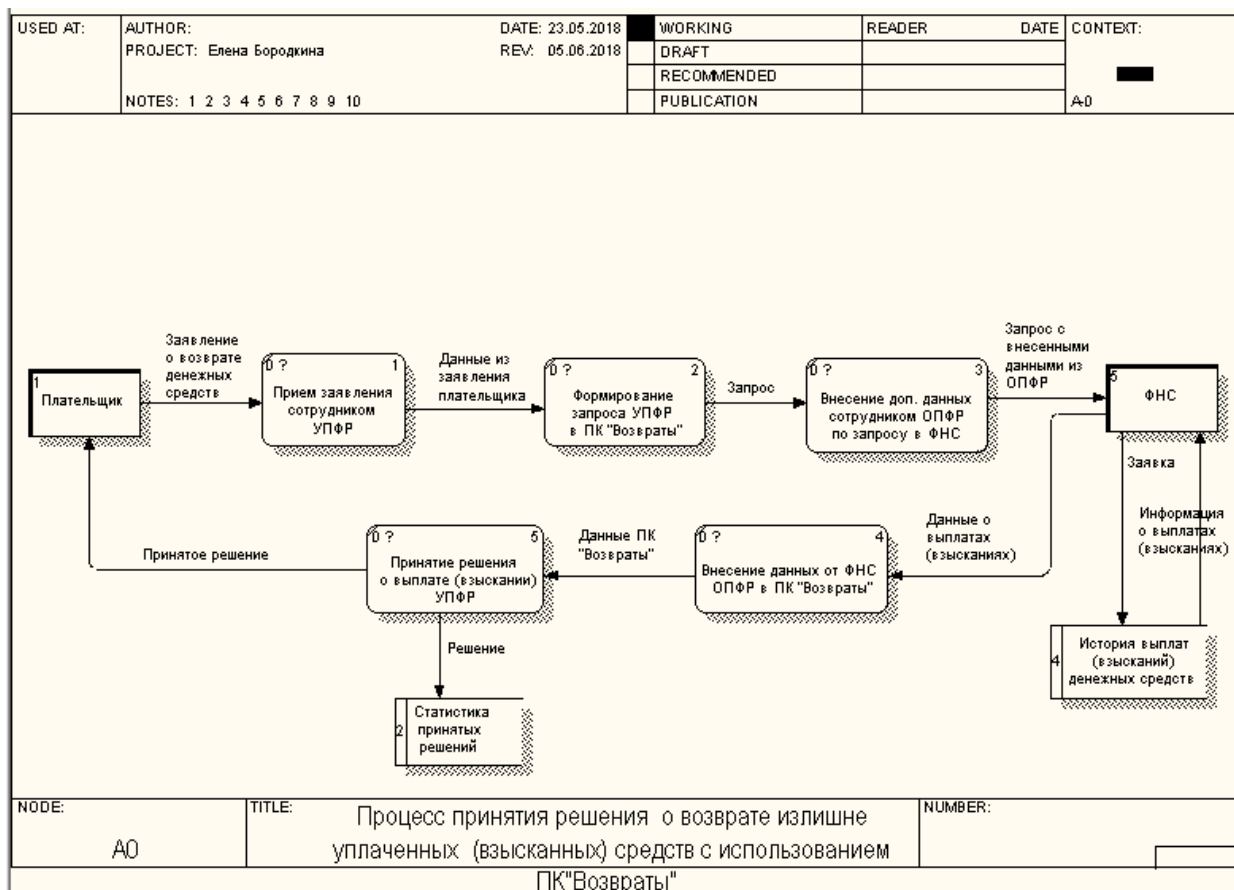 USED AT:
AUTHOR:
DATE: 23.05.2018
PROJECT: Елена Бородкина
REV: 05.06.2018
NOTES: 1 2 3 4 5 6 7 8 9 10
WORKING
DRAFT
RECOMMENDED
PUBLICATION
READER
DATE
CONTEXT:
A-0
1
Плательщик
Заявление
о возврате
денежных
средств
0 ?
1
Прием заявления
сотрудником
УПФР
Данные из
заявления
плательщика
0 ?
2
Формирование
запроса УПФР
в ПК "Возвраты"
Запрос
0 ?
3
Внесение доп. данных
сотрудником ОПФР
по запросу в ФНС
Запрос с
внесенными
данными из
ОПФР
5
ФНС
Заявка
Информация
о выплатах
(взысканиях)
Данные о
выплатах
(взысканиях)
0 ?
4
Внесение данных от ФНС
ОПФР в ПК "Возвраты"
Данные ПК
"Возвраты"
0 ?
5
Принятие решения
о выплате (взыскании)
УПФР
Принятое решение
Решение
2
Статистика
принятых
решений
4
История выплат
(взысканий)
денежных средств
NODE:
A0
TITLE:
Процесс принятия решения о возврате излишне
уплаченных (взысканных) средств с использованием
ПК"Возвраты"
NUMBER: